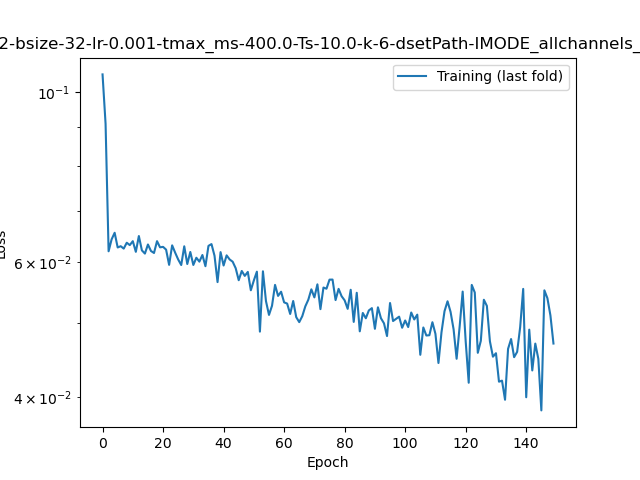 2-bsize-32-lr-0.001-tmax_ms-400.0-Ts-10.0-k-6-dsetPath-IMODE_allchannels_
Training (last fold)
10⁻¹
6 × 10⁻²
4 × 10⁻²
Loss
0 20 40 60 80 100 120 140
Epoch